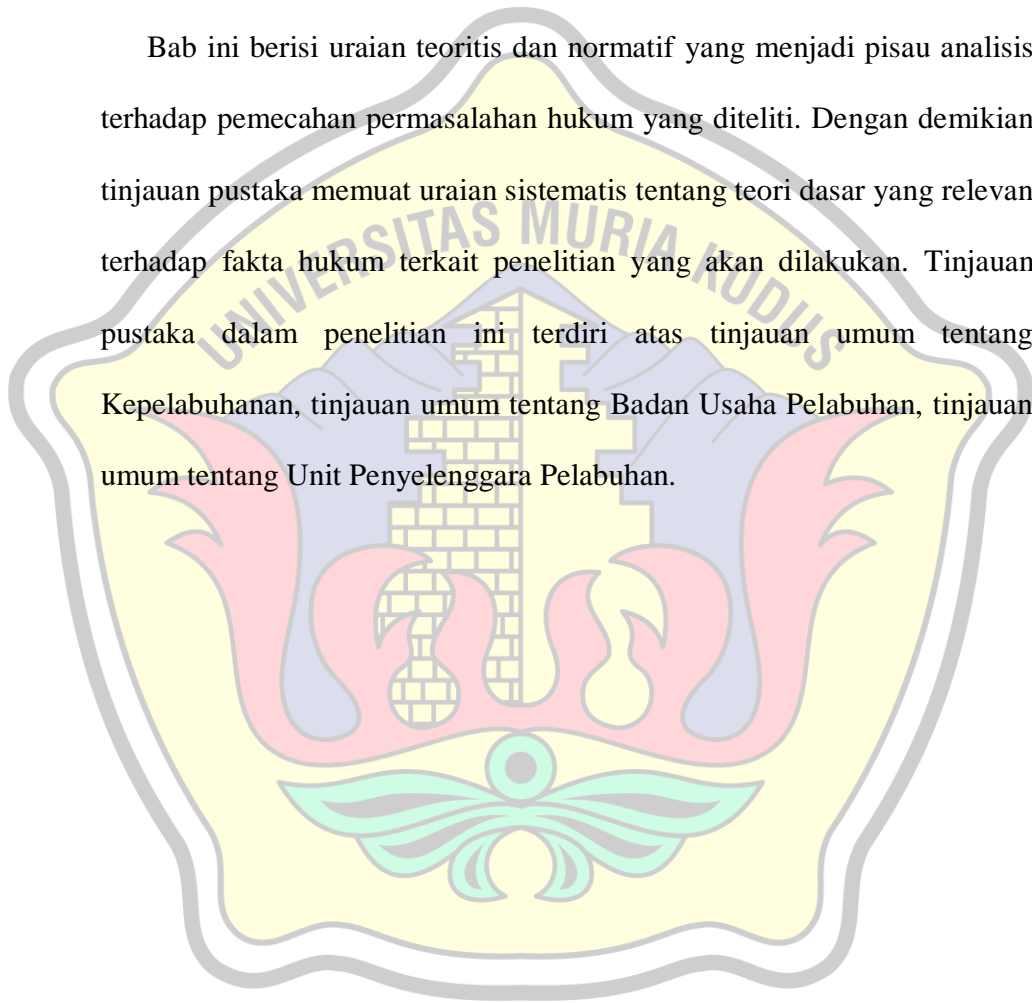 Bab ini berisi uraian teoritis dan normatif yang menjadi pisau analisis
terhadap pemecahan permasalahan hukum yang diteliti. Dengan demikian
tinjauan pustaka memuat uraian sistematis tentang teori dasar yang relevan
UNIVERSITAS MURIA KUDUS
terhadap fakta hukum terkait penelitian yang akan dilakukan. Tinjauan
pustaka dalam penelitian ini terdiri atas tinjauan umum tentang
Kepelabuhanan, tinjauan umum tentang Badan Usaha Pelabuhan, tinjauan
umum tentang Unit Penyelenggara Pelabuhan.